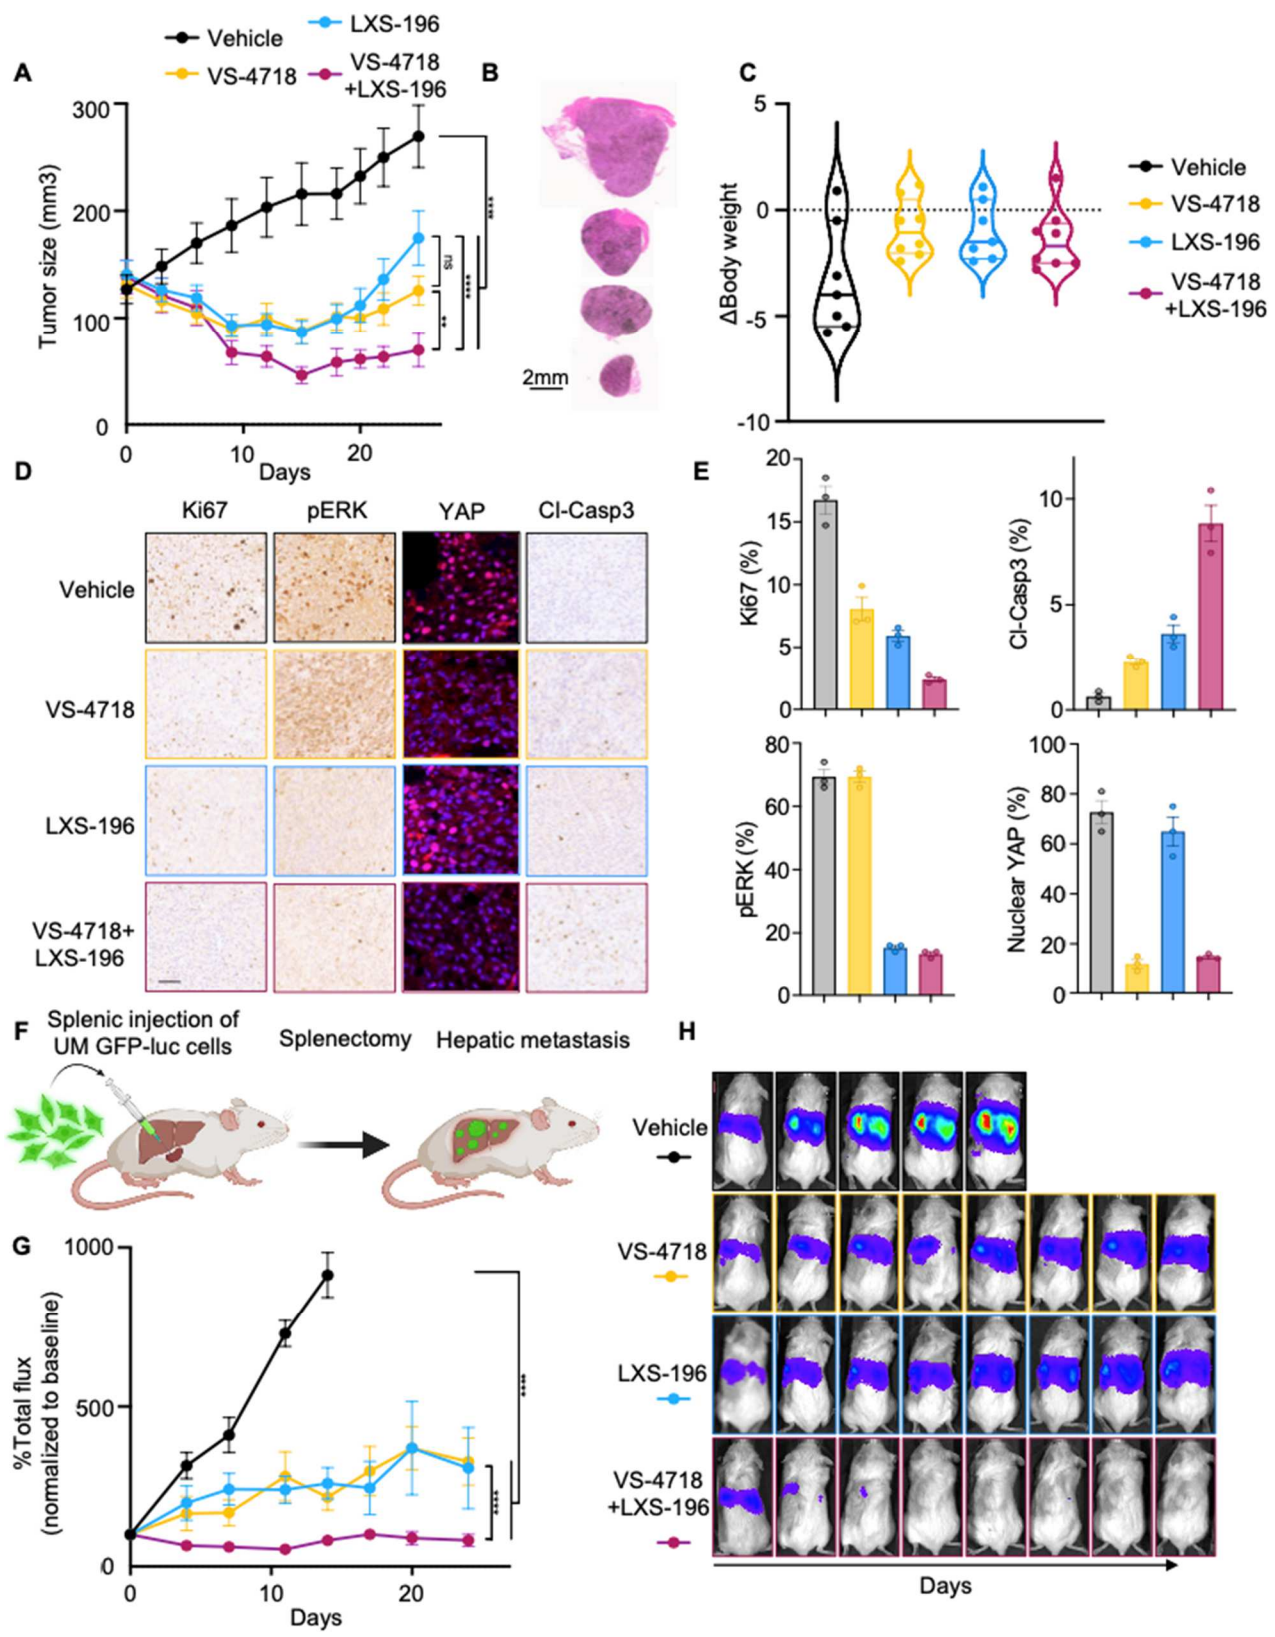 Vehicle
LXS-196
VS-4718
VS-4718
+LXS-196
A
Tumor size (mm3)
300
200
100
0
0
10
20
Days
****
ns
****
**
B
2mm
C
ΔBody weight
5
0
-5
-10
Vehicle
VS-4718
LXS-196
VS-4718
+LXS-196
D
Ki67
pERK
YAP
Cl-Casp3
Vehicle
VS-4718
LXS-196
VS-4718+
LXS-196
E
Ki67 (%)
20
15
10
5
0
Cl-Casp3 (%)
10
5
0
pERK (%)
80
60
40
20
0
Nuclear YAP (%)
100
80
60
40
20
0
F
Splenic injection of
UM GFP-luc cells
Splenectomy
Hepatic metastasis
G
%Total flux
(normalized to baseline)
1000
500
0
0
10
20
Days
****
****
H
Vehicle
VS-4718
LXS-196
VS-4718
+LXS-196
Days